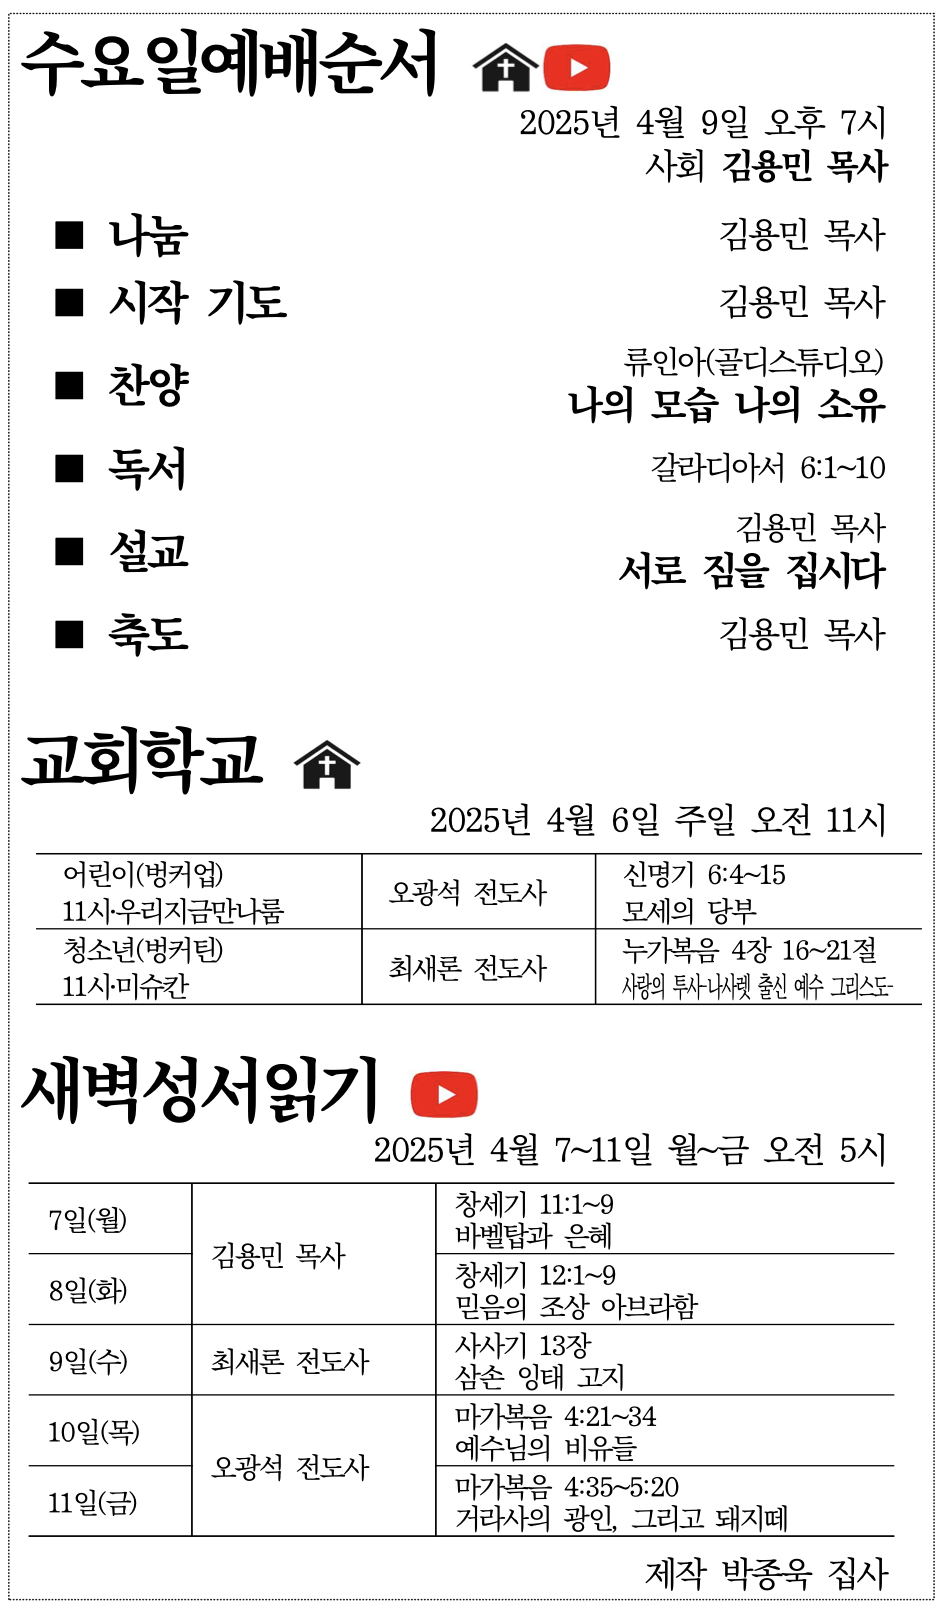 수요일예배순서
2025년 4월 9일 오후 7시
사회 김용민 목사
■ 나눔 김용민 목사
■ 시작 기도 김용민 목사
■ 찬양 류인아(골디스튜디오)
나의 모습 나의 소유
■ 독서 갈라디아서 6:1~10
■ 설교 김용민 목사
서로 짐을 집시다
■ 축도 김용민 목사
교회학교
2025년 4월 6일 주일 오전 11시
어린이(벙커업)
11시·우리지금만나룸
오광석 전도사
신명기 6:4~15
모세의 당부
청소년(벙커틴)
11시·미슈칸
최새론 전도사
누가복음 4장 16~21절
사랑의 투사-나사렛 출신 예수 그리스도-
새벽성서읽기
2025년 4월 7~11일 월~금 오전 5시
7일(월)
김용민 목사
창세기 11:1~9
바벨탑과 은혜
8일(화)
창세기 12:1~9
믿음의 조상 아브라함
9일(수)
최새론 전도사
사사기 13장
삼손 잉태 고지
10일(목)
오광석 전도사
마가복음 4:21~34
예수님의 비유들
11일(금)
마가복음 4:35~5:20
거라사의 광인, 그리고 돼지떼
제작 박종욱 집사